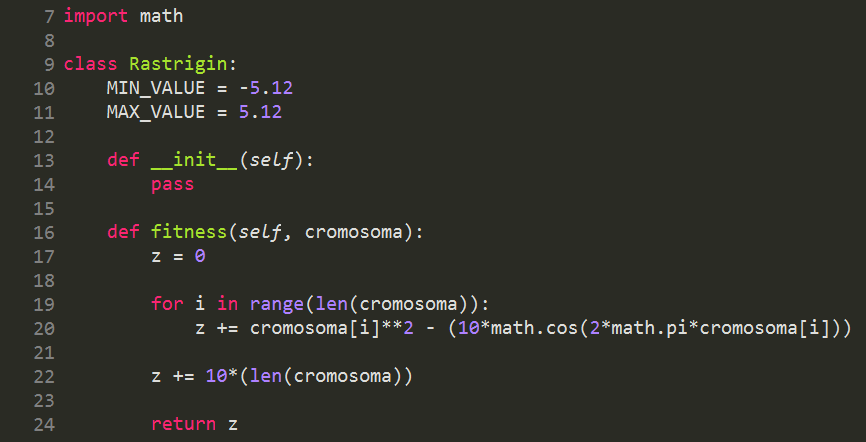 7 import math
8
9 class Rastrigin:
10     MIN_VALUE = -5.12
11     MAX_VALUE = 5.12
12
13     def __init__(self):
14         pass
15
16     def fitness(self, cromosoma):
17         z = 0
18
19         for i in range(len(cromosoma)):
20             z += cromosoma[i]**2 - (10*math.cos(2*math.pi*cromosoma[i]))
21
22         z += 10*(len(cromosoma))
23
24         return z